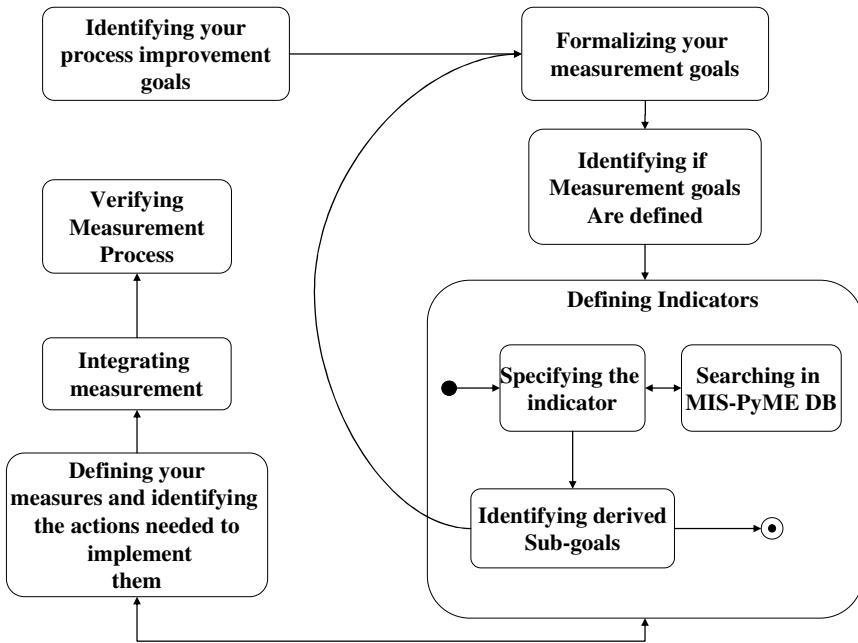 Identifying your
process improvement
goals
Formalizing your
measurement goals
Identifying if
Measurement goals
Are defined
Verifying
Measurement
Process
Defining Indicators
Integrating
measurement
Specifying the
indicator
Searching in
MIS-PyME DB
Defining your
measures and identifying
the actions needed to
implement
them
Identifying derived
Sub-goals